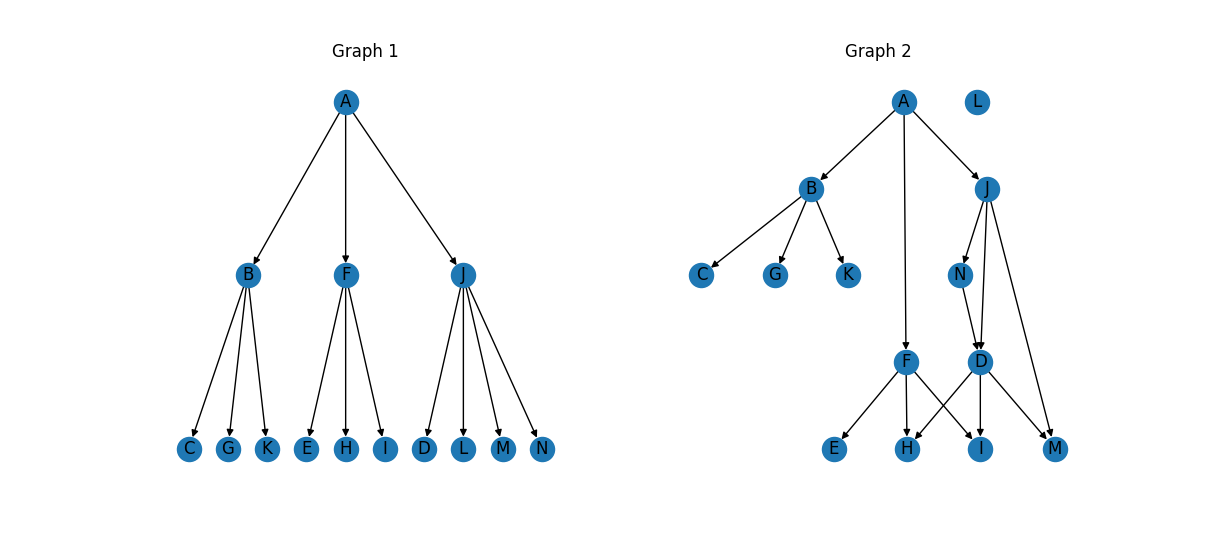 Graph 1
A
B F J
C G K E H I D L M N
Graph 2
A L
B J
C G K N
F D
E H I M